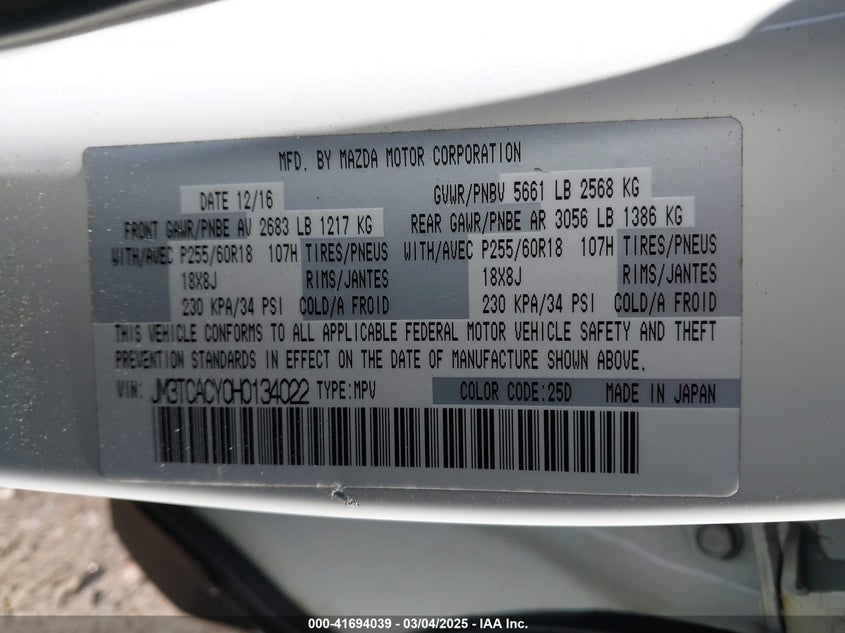 MFD. BY MAZDA MOTOR CORPORATION
DATE 12/16 GVWR/PNBV 5661 LB 2568 KG
FRONT GAWR/PNBE AV 2683 LB 1217 KG REAR GAWR/PNBE AR 3056 LB 1386 KG
WITH/AVEC P255/60R18 107H TIRES/PNEUS WITH/AVEC P255/60R18 107H TIRES/PNEUS
18X8J RIMS/JANTES 18X8J RIMS/JANTES
230 KPA/34 PSI COLD/A FROID 230 KPA/34 PSI COLD/A FROID
THIS VEHICLE CONFORMS TO ALL APPLICABLE FEDERAL MOTOR VEHICLE SAFETY AND THEFT
PREVENTION STANDARDS IN EFFECT ON THE DATE OF MANUFACTURE SHOWN ABOVE.
VIN: JM3TCACY0H0134022 TYPE:MPV COLOR CODE:25D MADE IN JAPAN
000-41694039 - 03/04/2025 - IAA Inc.